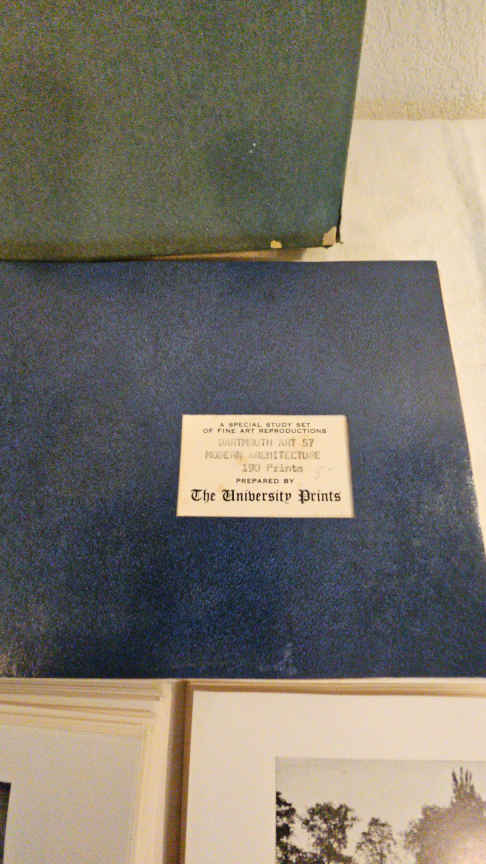 A SPECIAL STUDY SET
OF FINE ART REPRODUCTIONS
DARTMOUTH ART 57
MODERN ARCHITECTURE
190 Prints
PREPARED BY
The University Prints